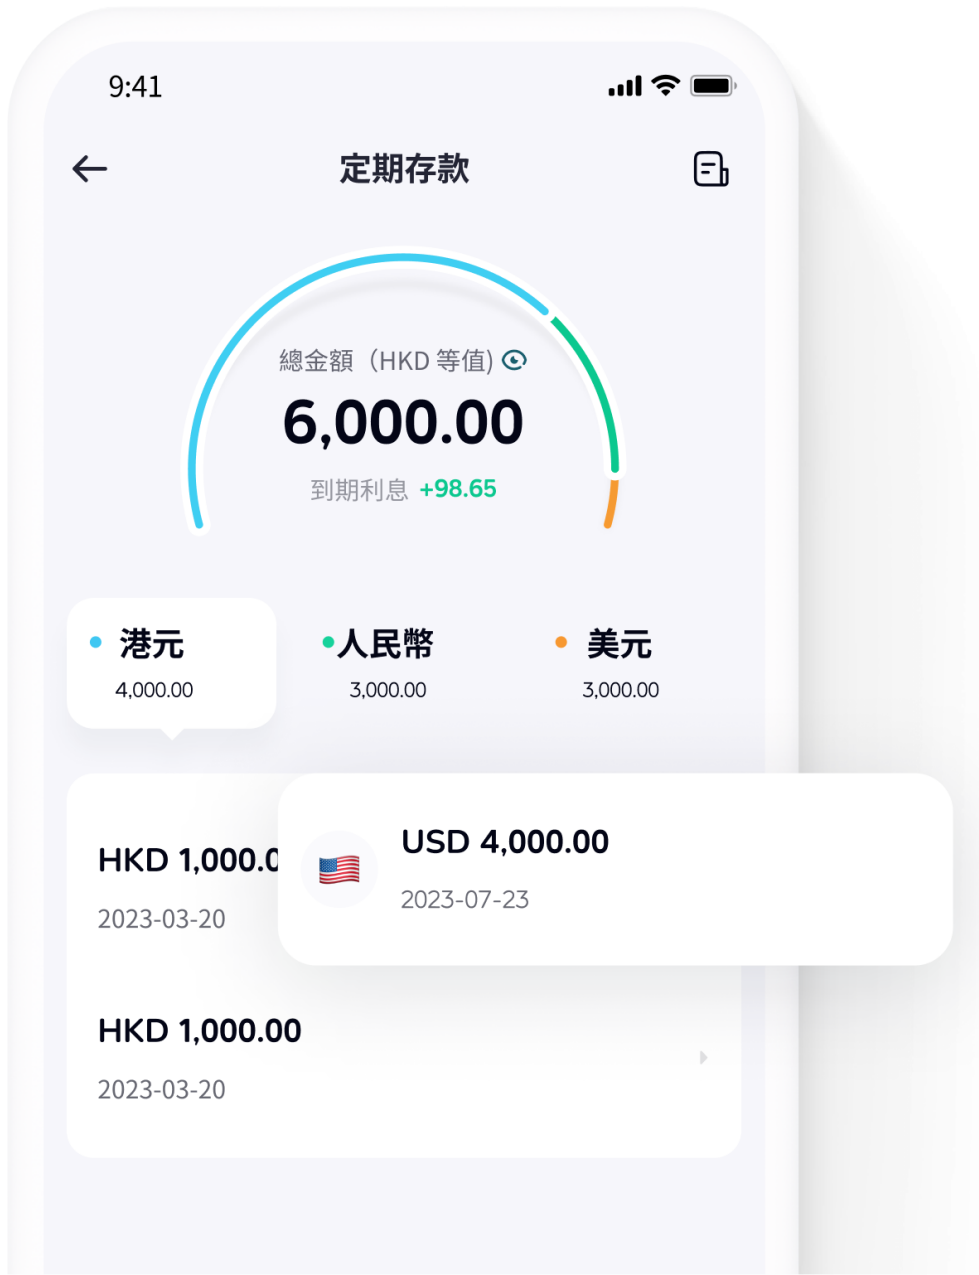 9:41
定期存款
總金額（HKD 等值)
6,000.00
到期利息 +98.65
港元
4,000.00
人民幣
3,000.00
美元
3,000.00
HKD 1,000.0
2023-03-20
USD 4,000.00
2023-07-23
HKD 1,000.00
2023-03-20